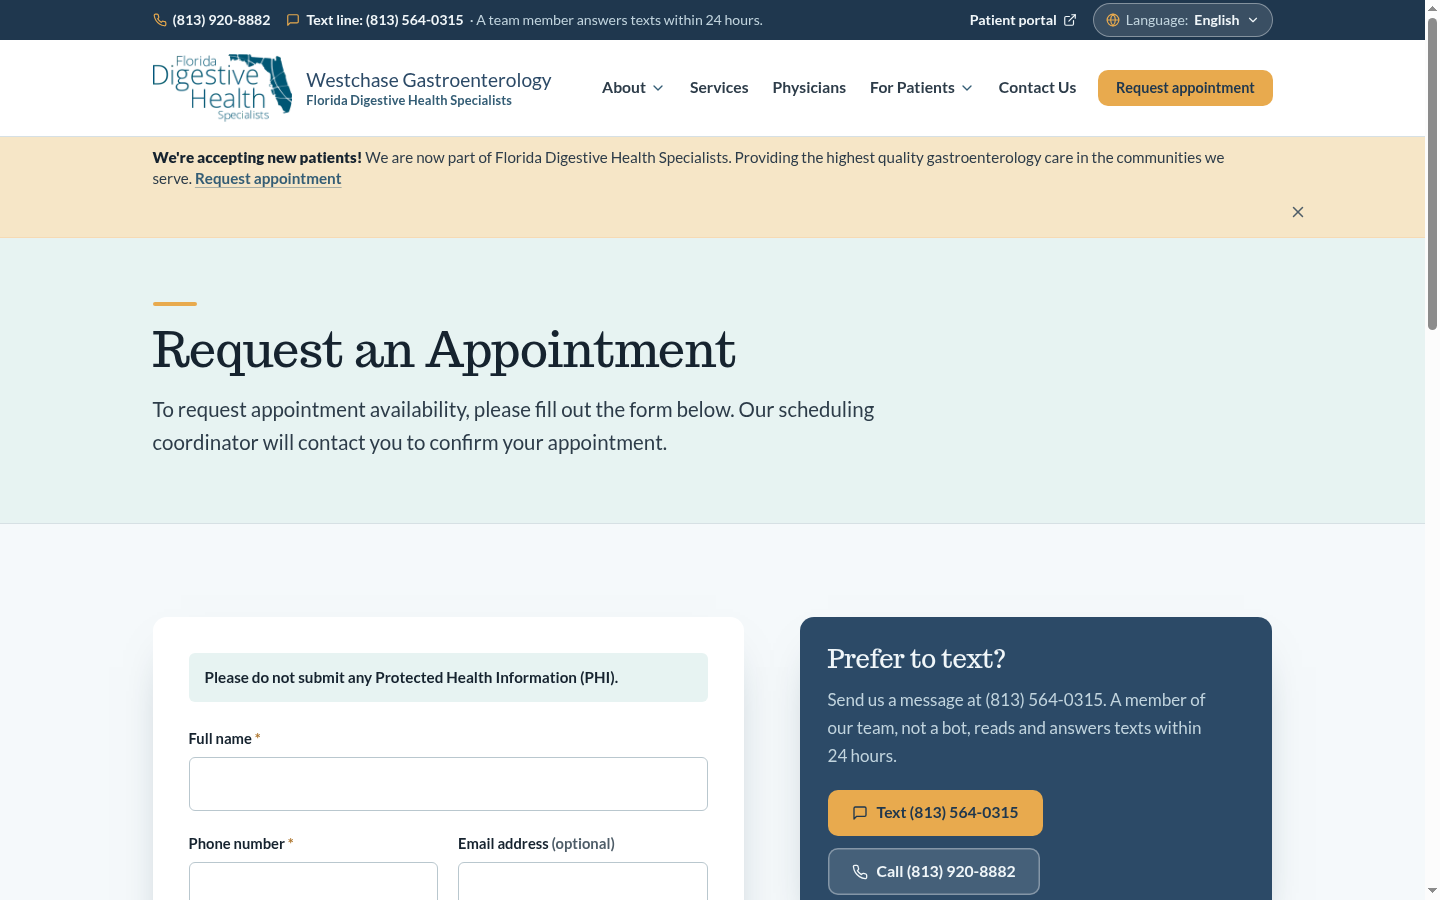 (813) 920-8882
Text line: (813) 564-0315 · A team member answers texts within 24 hours.
Patient portal
Language: English
Florida
Digestive
Health
Specialists
Westchase Gastroenterology
Florida Digestive Health Specialists
About
Services
Physicians
For Patients
Contact Us
Request appointment
We're accepting new patients! We are now part of Florida Digestive Health Specialists. Providing the highest quality gastroenterology care in the communities we
serve. Request appointment
Request an Appointment
To request appointment availability, please fill out the form below. Our scheduling
coordinator will contact you to confirm your appointment.
Please do not submit any Protected Health Information (PHI).
Full name *
Phone number *
Email address (optional)
Prefer to text?
Send us a message at (813) 564-0315. A member of
our team, not a bot, reads and answers texts within
24 hours.
Text (813) 564-0315
Call (813) 920-8882